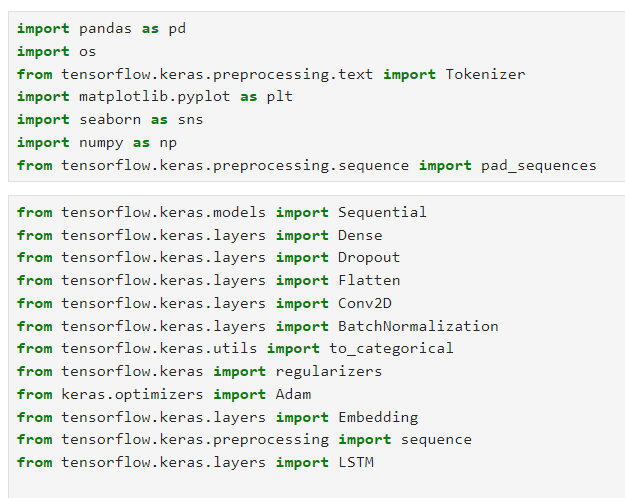 import pandas as pd
import os
from tensorflow.keras.preprocessing.text import Tokenizer
import matplotlib.pyplot as plt
import seaborn as sns
import numpy as np
from tensorflow.keras.preprocessing.sequence import pad_sequences
from tensorflow.keras.models import Sequential
from tensorflow.keras.layers import Dense
from tensorflow.keras.layers import Dropout
from tensorflow.keras.layers import Flatten
from tensorflow.keras.layers import Conv2D
from tensorflow.keras.layers import BatchNormalization
from tensorflow.keras.utils import to_categorical
from tensorflow.keras import regularizers
from keras.optimizers import Adam
from tensorflow.keras.layers import Embedding
from tensorflow.keras.preprocessing import sequence
from tensorflow.keras.layers import LSTM